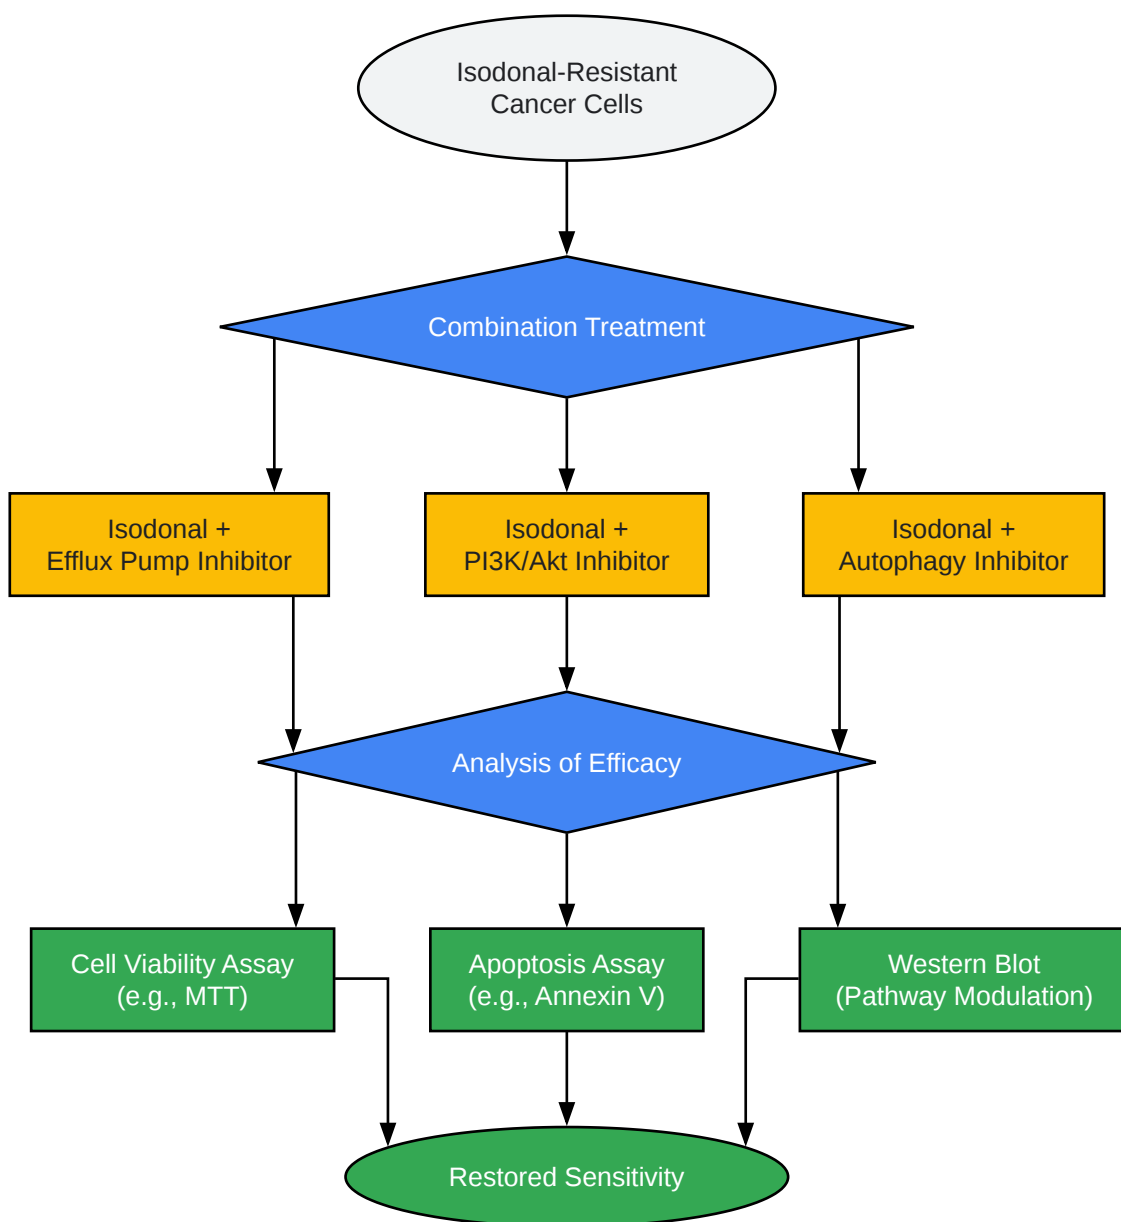 Isodonal-Resistant
Cancer Cells
Combination Treatment
Isodonal +
Efflux Pump Inhibitor
Isodonal +
PI3K/Akt Inhibitor
Isodonal +
Autophagy Inhibitor
Analysis of Efficacy
Cell Viability Assay
(e.g., MTT)
Apoptosis Assay
(e.g., Annexin V)
Western Blot
(Pathway Modulation)
Restored Sensitivity